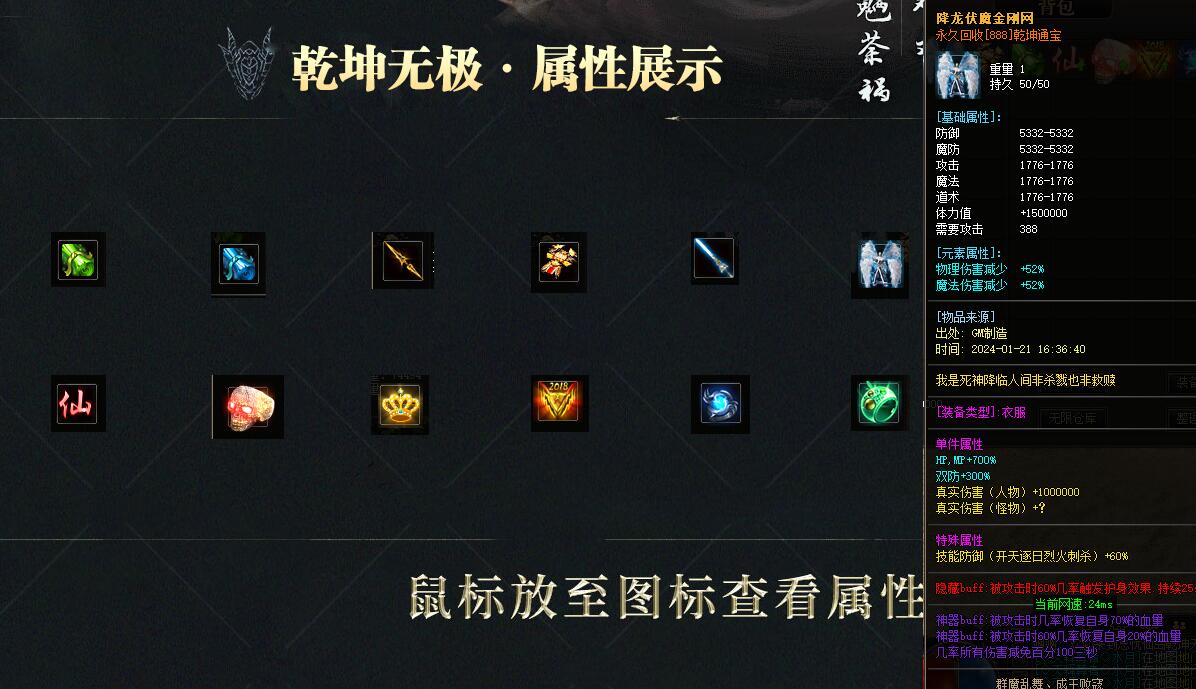 乾坤无极·属性展示
魑
荼
祸
鼠标放至图标查看属性
仙
2018
背包
降龙伏魔金刚网
永久回收[888]乾坤通宝
重量 1
持久 50/50
[基础属性]:
防御 5332-5332
魔防 5332-5332
攻击 1776-1776
魔法 1776-1776
道术 1776-1776
体力值 +1500000
需要攻击 388
[元素属性]:
物理伤害减少 +52%
魔法伤害减少 +52%
[物品来源]
出处: GM制造
时间: 2024-01-21 16:36:40
我是死神降临人间非杀戮也非救赎
[装备类型]:衣服
无限仓库
单件属性
HP,MP+700%
双防+300%
真实伤害（人物）+1000000
真实伤害（怪物）+?
特殊属性
技能防御（开天逐日烈火刺杀）+60%
隐藏buff:被攻击时60%几率触发护身效果 持续25
当前网速:24ms
神器buff:被攻击时几率恢复自身70%的血量
神器buff:被攻击时60%几率恢复自身20%的血量
几率所有伤害减免百分100三秒
群魔乱舞、成王败寇